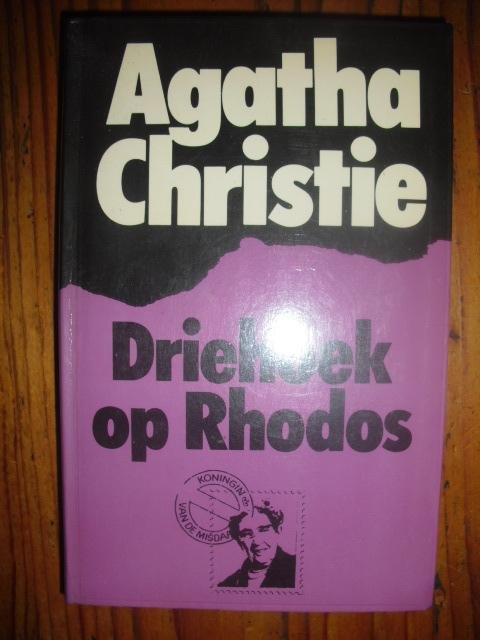 Agatha
Christie
Driehoek
op Rhodos
KONINGIN
VAN DE MISDAAD